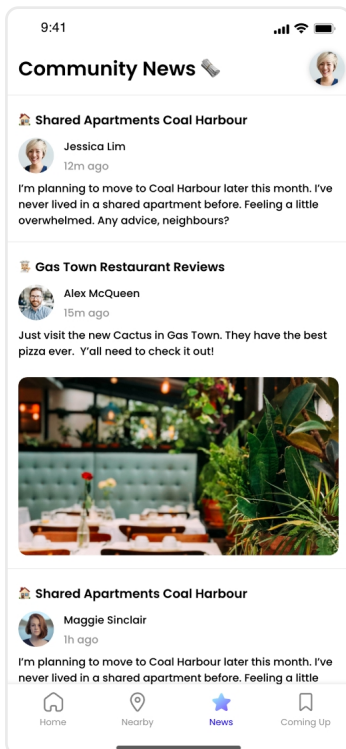 9:41
Community News
Shared Apartments Coal Harbour
Jessica Lim
12m ago
I’m planning to move to Coal Harbour later this month. I’ve
never lived in a shared apartment before. Feeling a little
overwhelmed. Any advice, neighbours?
Gas Town Restaurant Reviews
Alex McQueen
15m ago
Just visit the new Cactus in Gas Town. They have the best
pizza ever. Y’all need to check it out!
Shared Apartments Coal Harbour
Maggie Sinclair
1h ago
I’m planning to move to Coal Harbour later this month. I’ve
never lived in a shared apartment before. Feeling a little
Home Nearby News Coming Up